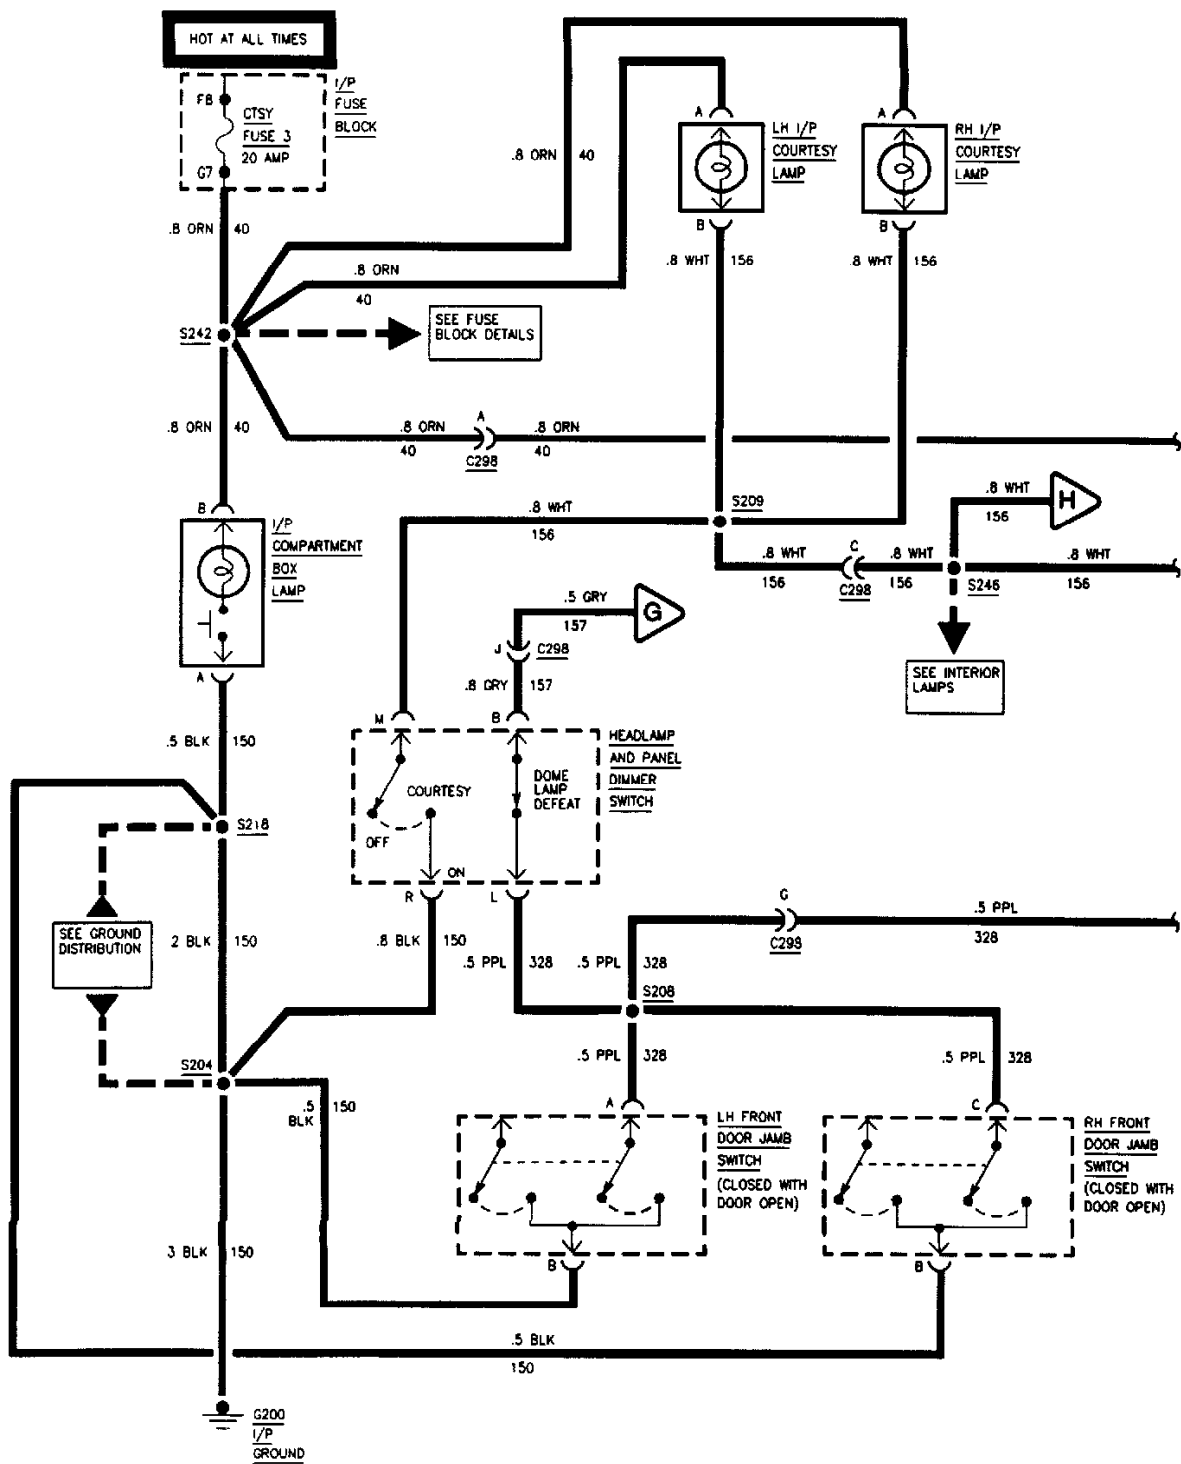 HOT AT ALL TIMES
F8
CTSY
FUSE 3
20 AMP
G7
I/P
FUSE
BLOCK
.8 ORN
40
.8 ORN
40
.8 ORN
40
S242
SEE FUSE
BLOCK DETAILS
A
LH I/P
COURTESY
LAMP
B
.8 WHT
156
A
RH I/P
COURTESY
LAMP
B
.8 WHT
156
.8 ORN
40
.8 ORN
40
A
C298
.8 ORN
40
B
I/P
COMPARTMENT
BOX
LAMP
A
.8 WHT
156
S209
.8 WHT
156
C
C298
.8 WHT
156
.8 WHT
156
H
S246
.8 WHT
156
SEE INTERIOR
LAMPS
.5 GRY
157
G
J
C298
.8 GRY
157
M
B
HEADLAMP
AND PANEL
DIMMER
SWITCH
COURTESY
OFF
ON
DOME
LAMP
DEFEAT
R
L
.5 BLK
150
S218
SEE GROUND
DISTRIBUTION
2 BLK
150
.8 BLK
150
.5 PPL
328
.5 PPL
328
G
C298
.5 PPL
328
S208
S204
.5
BLK
150
.5 PPL
328
.5 PPL
328
A
LH FRONT
DOOR JAMB
SWITCH
(CLOSED WITH
DOOR OPEN)
B
C
RH FRONT
DOOR JAMB
SWITCH
(CLOSED WITH
DOOR OPEN)
B
3 BLK
150
.5 BLK
150
G200
I/P
GROUND